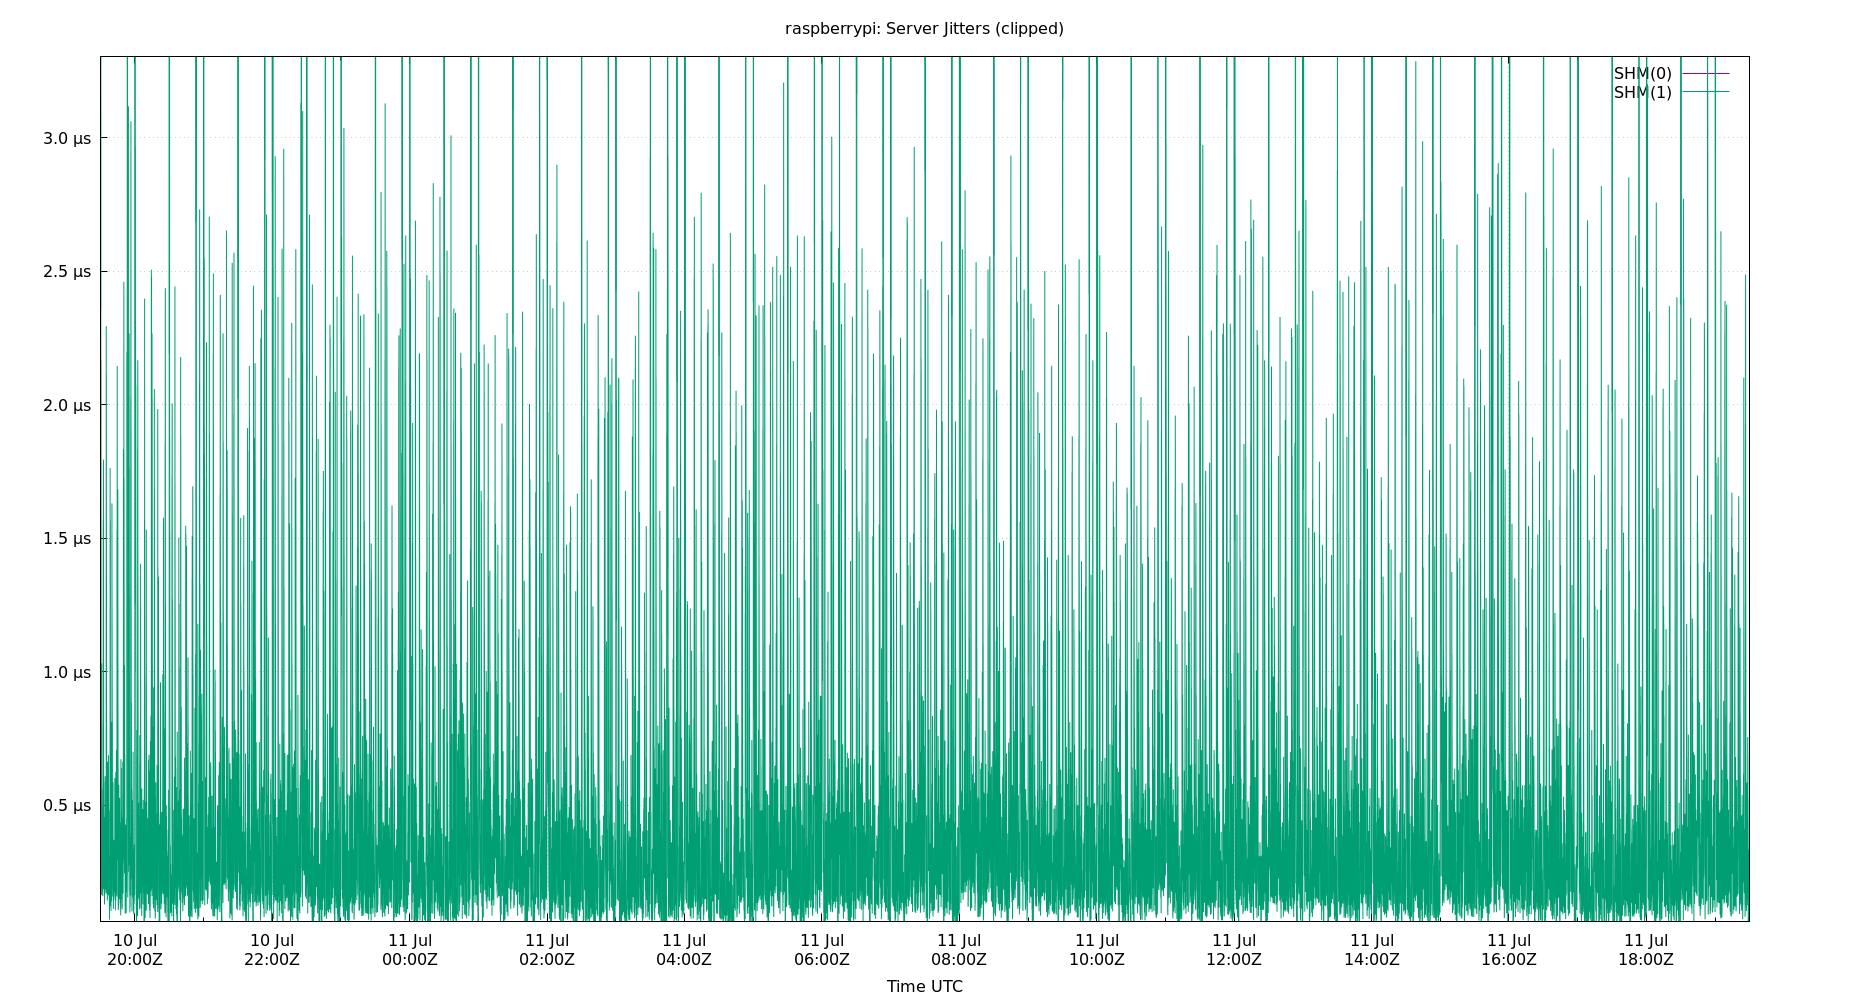 raspberrypi: Server Jitters (clipped)
SHM(0)
SHM(1)
3.0 µs
2.5 µs
2.0 µs
1.5 µs
1.0 µs
0.5 µs
10 Jul 10 Jul 11 Jul 11 Jul 11 Jul 11 Jul 11 Jul 11 Jul 11 Jul 11 Jul 11 Jul 11 Jul
20:00Z 22:00Z 00:00Z 02:00Z 04:00Z 06:00Z 08:00Z 10:00Z 12:00Z 14:00Z 16:00Z 18:00Z
Time UTC